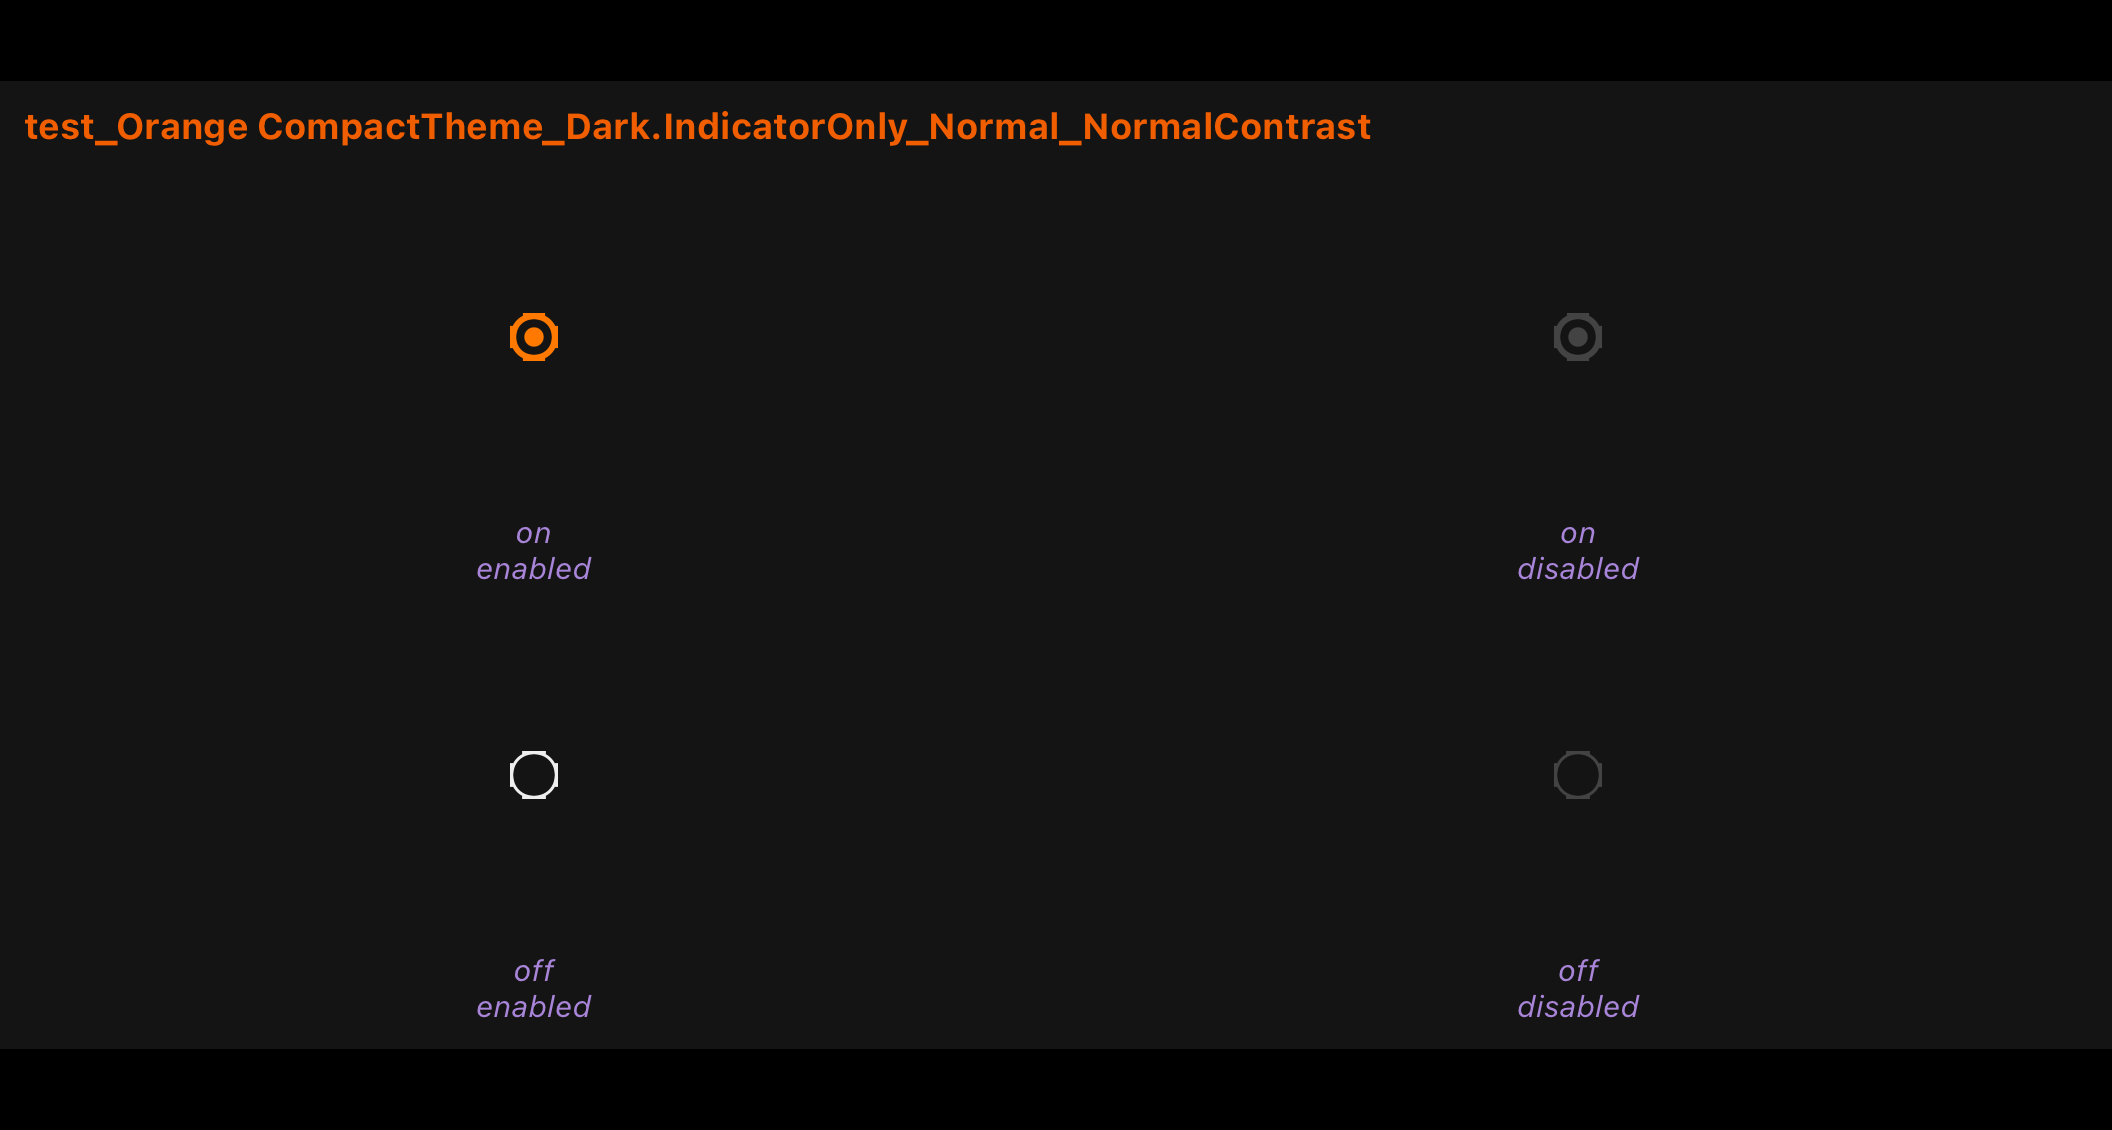 test_Orange CompactTheme_Dark.IndicatorOnly_Normal_NormalContrast
on
enabled
on
disabled
off
enabled
off
disabled